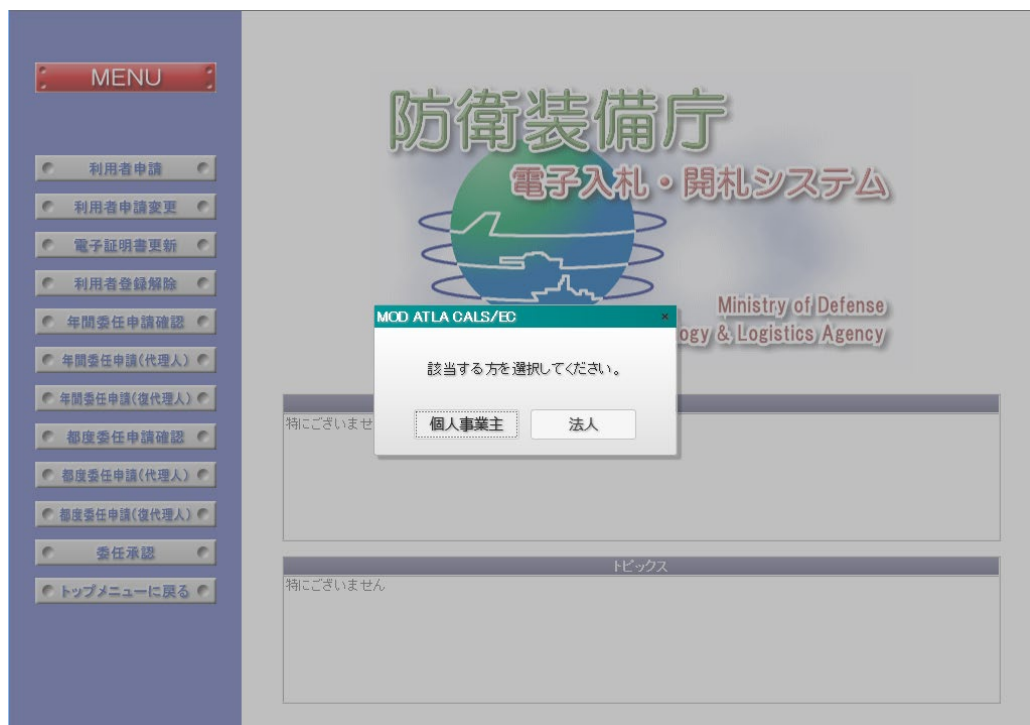 MENU
利用者申請
利用者申請変更
電子証明書更新
利用者登録解除
年間委任申請確認
年間委任申請(代理人)
年間委任申請(復代理人)
都度委任申請確認
都度委任申請(代理人)
都度委任申請(復代理人)
委任承認
トップメニューに戻る
防衛装備庁
電子入札・開札システム
Ministry of Defense
ogy & Logistics Agency
MOD ATLA CALS/EC ×
該当する方を選択してください。
個人事業主 法人
特にございませ
トピックス
特にございません